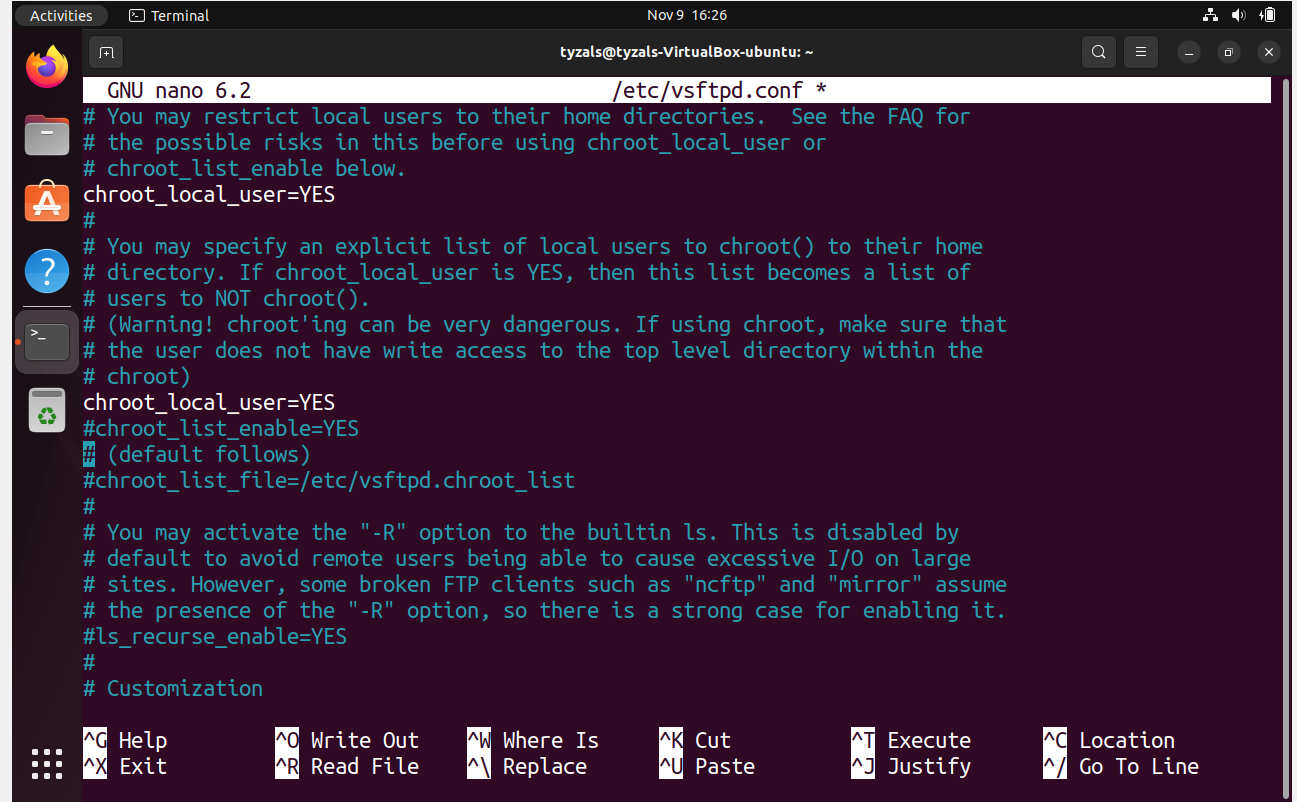 Activities
Terminal
Nov 9 16:26
tyzals@tyzals-VirtualBox-ubuntu: ~
GNU nano 6.2 /etc/vsftpd.conf *
# You may restrict local users to their home directories.  See the FAQ for
# the possible risks in this before using chroot_local_user or
# chroot_list_enable below.
chroot_local_user=YES
#
# You may specify an explicit list of local users to chroot() to their home
# directory. If chroot_local_user is YES, then this list becomes a list of
# users to NOT chroot().
# (Warning! chroot'ing can be very dangerous. If using chroot, make sure that
# the user does not have write access to the top level directory within the
# chroot)
chroot_local_user=YES
#chroot_list_enable=YES
# (default follows)
#chroot_list_file=/etc/vsftpd.chroot_list
#
# You may activate the "-R" option to the builtin ls. This is disabled by
# default to avoid remote users being able to cause excessive I/O on large
# sites. However, some broken FTP clients such as "ncftp" and "mirror" assume
# the presence of the "-R" option, so there is a strong case for enabling it.
#ls_recurse_enable=YES
#
# Customization
^G Help ^O Write Out ^W Where Is ^K Cut ^T Execute ^C Location
^X Exit ^R Read File ^\ Replace ^U Paste ^J Justify ^/ Go To Line